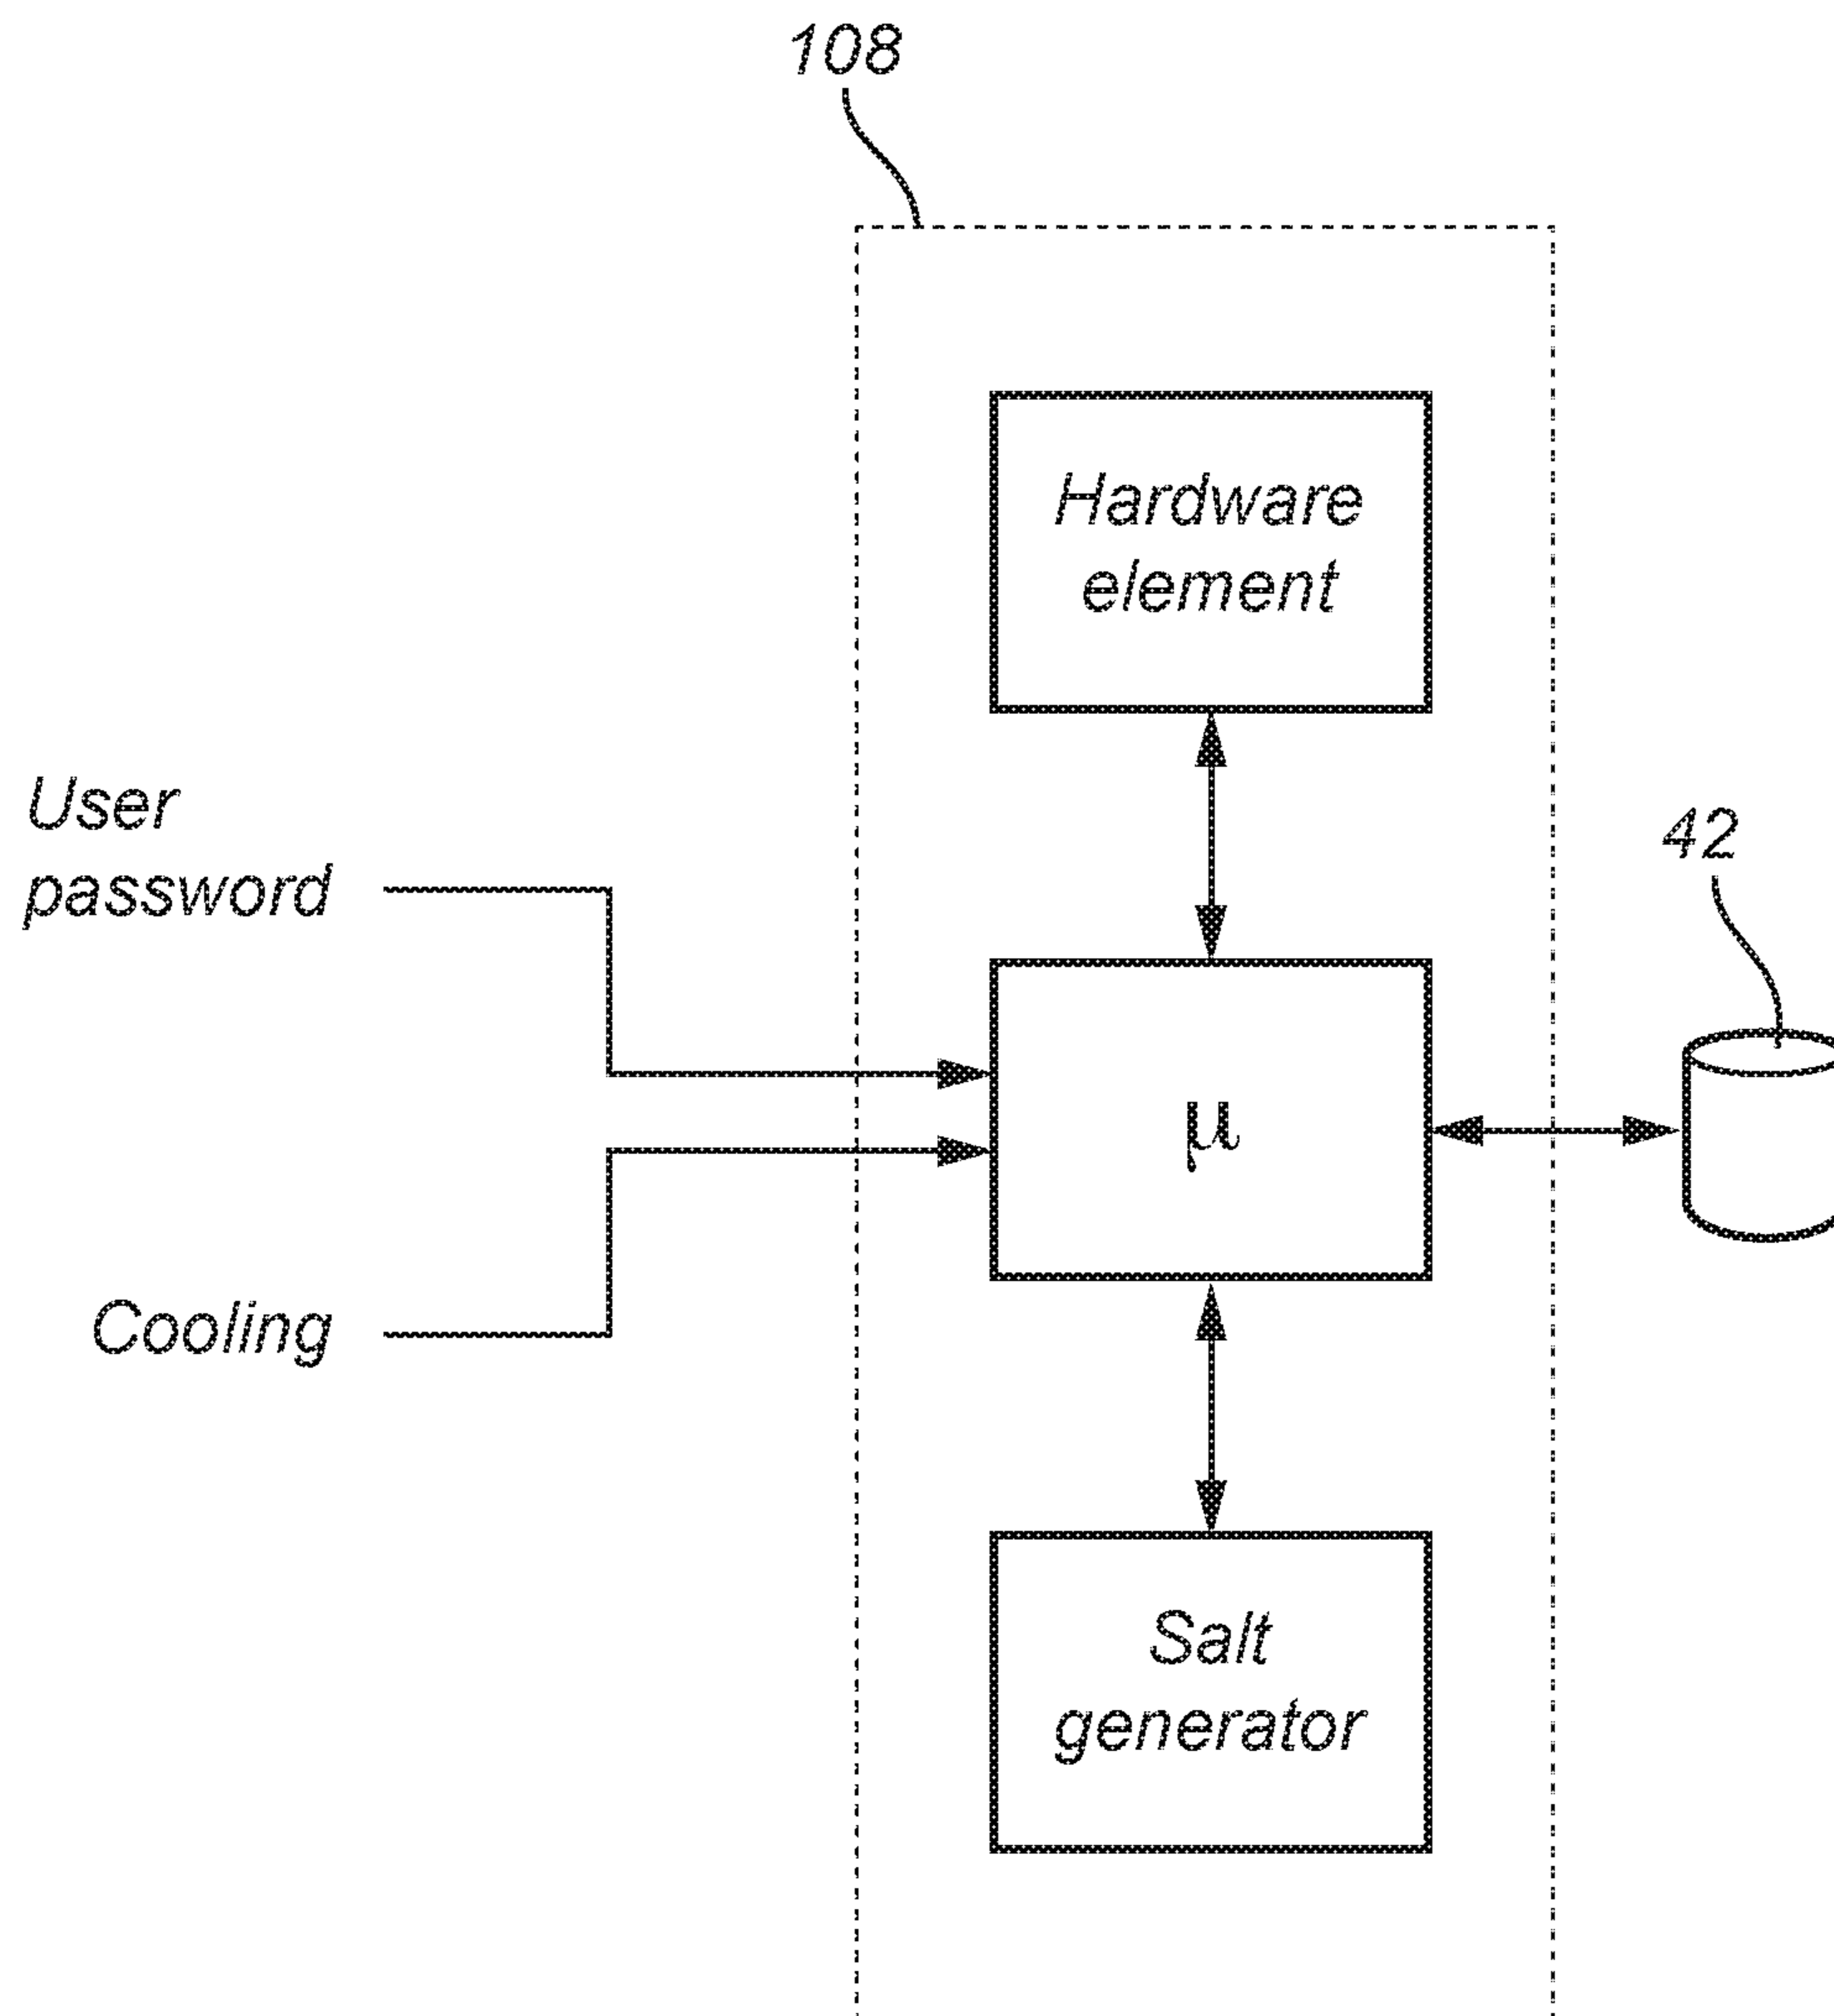 108
Hardware
element
User
password
42
μ
Cooling
Salt
generator